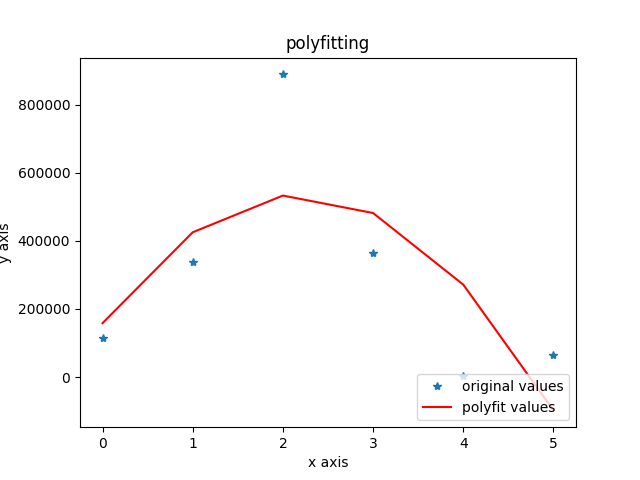 polyfitting
800000
600000
400000
200000
0
y axis
0 1 2 3 4 5
x axis
original values
polyfit values